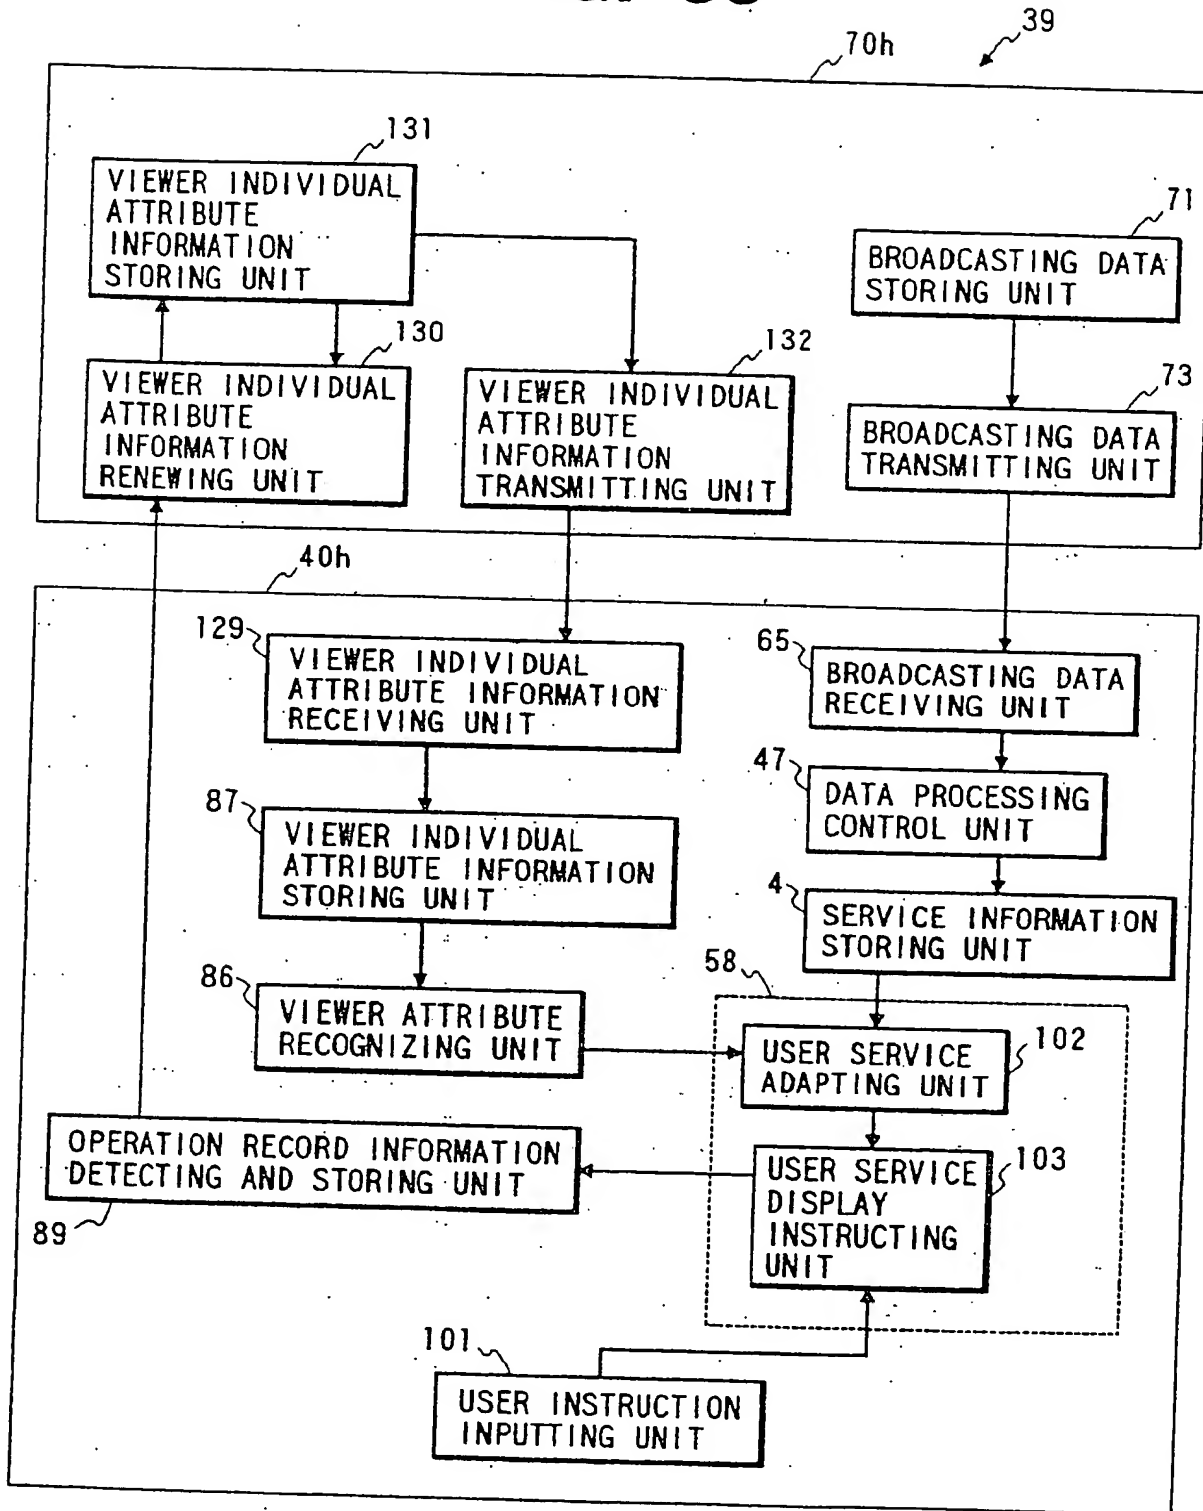 39
70h
131
VIEWER INDIVIDUAL
ATTRIBUTE
INFORMATION
STORING UNIT
71
BROADCASTING DATA
STORING UNIT
130
VIEWER INDIVIDUAL
ATTRIBUTE
INFORMATION
RENEWING UNIT
132
VIEWER INDIVIDUAL
ATTRIBUTE
INFORMATION
TRANSMITTING UNIT
73
BROADCASTING DATA
TRANSMITTING UNIT
40h
129
VIEWER INDIVIDUAL
ATTRIBUTE INFORMATION
RECEIVING UNIT
65
BROADCASTING DATA
RECEIVING UNIT
47
DATA PROCESSING
CONTROL UNIT
87
VIEWER INDIVIDUAL
ATTRIBUTE INFORMATION
STORING UNIT
4
SERVICE INFORMATION
STORING UNIT
58
86
VIEWER ATTRIBUTE
RECOGNIZING UNIT
USER SERVICE
ADAPTING UNIT
102
OPERATION RECORD INFORMATION
DETECTING AND STORING UNIT
89
USER SERVICE
DISPLAY
INSTRUCTING
UNIT
103
101
USER INSTRUCTION
INPUTTING UNIT